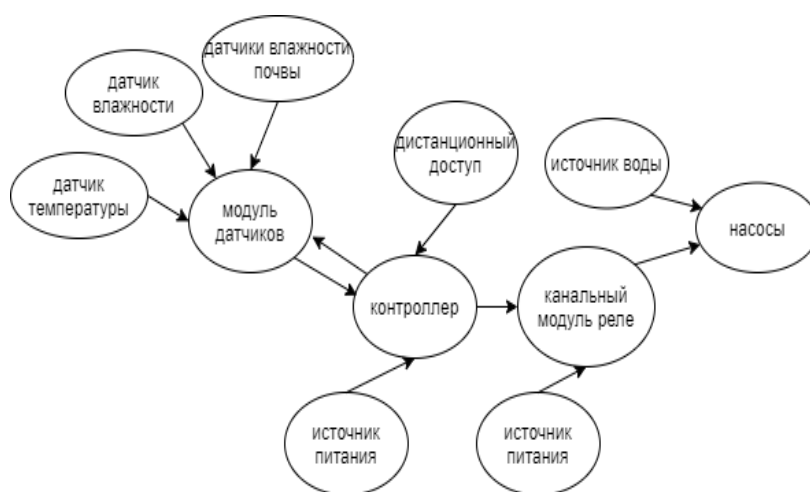 датчики влажности
почвы
датчик
влажности
дистанционный
доступ
источник воды
датчик
температуры
модуль
датчиков
насосы
контроллер
канальный
модуль реле
источник
питания
источник
питания